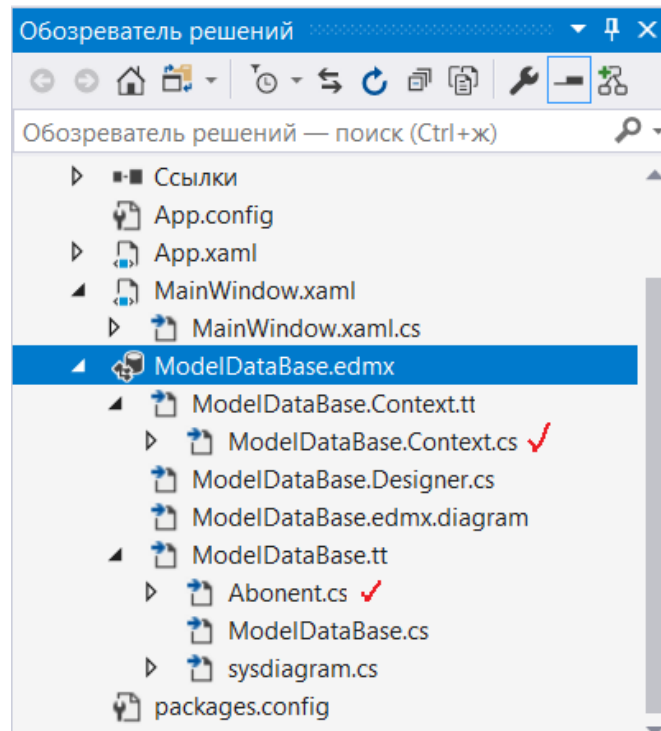 Обозреватель решений
Обозреватель решений — поиск (Ctrl+ж)
Ссылки
App.config
App.xaml
MainWindow.xaml
MainWindow.xaml.cs
ModelDataBase.edmx
ModelDataBase.Context.tt
ModelDataBase.Context.cs
ModelDataBase.Designer.cs
ModelDataBase.edmx.diagram
ModelDataBase.tt
Abonent.cs
ModelDataBase.cs
sysdiagram.cs
packages.config